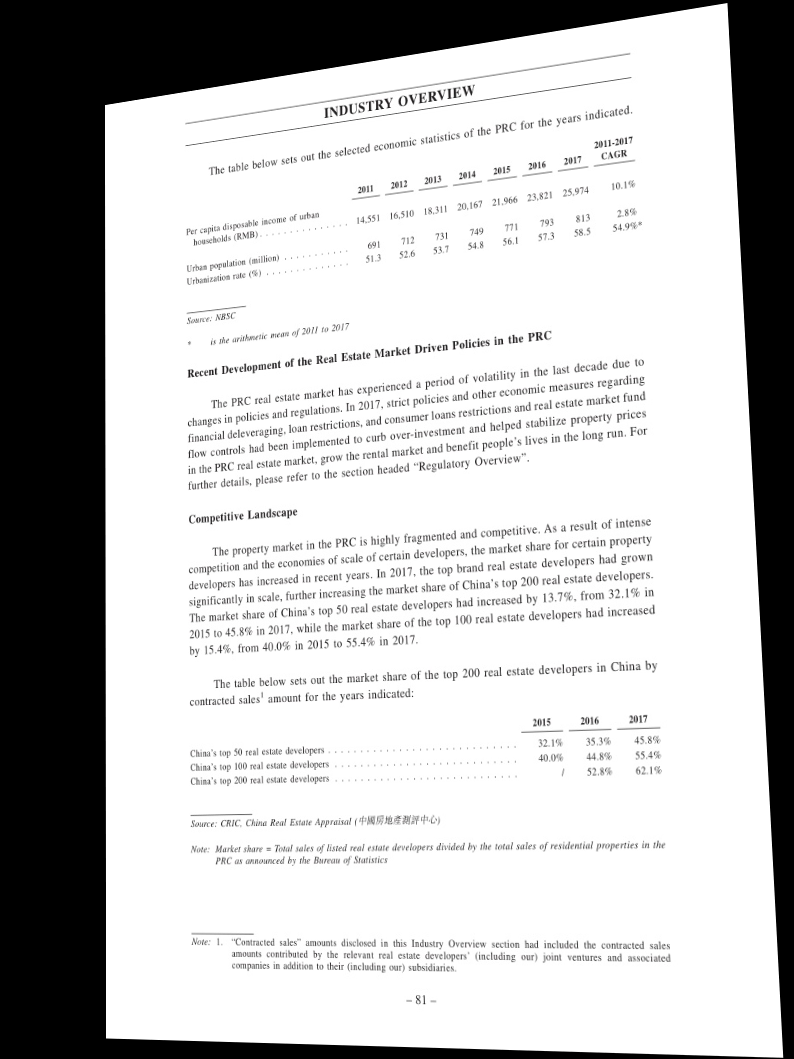 INDUSTRY OVERVIEW
The table below sets out the selected economic statistics of the PRC for the years indicated.
2011 2012 2013 2014 2015 2016 2017 2011-2017 CAGR
Per capita disposable income of urban
households (RMB) . . . . . . . . . . . . . . . 14,551 16,510 18,311 20,167 21,966 23,821 25,974 10.1%
Urban population (million) . . . . . . . . . . . 691 712 731 749 771 793 813 2.8%
Urbanization rate (%) . . . . . . . . . . . . . . 51.3 52.6 53.7 54.8 56.1 57.3 58.5 54.9%*
Source: NBSC
* is the arithmetic mean of 2011 to 2017
Recent Development of the Real Estate Market Driven Policies in the PRC
The PRC real estate market has experienced a period of volatility in the last decade due to
changes in policies and regulations. In 2017, strict policies and other economic measures regarding
financial deleveraging, loan restrictions, and consumer loans restrictions and real estate market fund
flow controls had been implemented to curb over-investment and helped stabilize property prices
in the PRC real estate market, grow the rental market and benefit people's lives in the long run. For
further details, please refer to the section headed "Regulatory Overview".
Competitive Landscape
The property market in the PRC is highly fragmented and competitive. As a result of intense
competition and the economies of scale of certain developers, the market share for certain property
developers has increased in recent years. In 2017, the top brand real estate developers had grown
significantly in scale, further increasing the market share of China's top 200 real estate developers.
The market share of China's top 50 real estate developers had increased by 13.7%, from 32.1% in
2015 to 45.8% in 2017, while the market share of the top 100 real estate developers had increased
by 15.4%, from 40.0% in 2015 to 55.4% in 2017.
The table below sets out the market share of the top 200 real estate developers in China by
contracted sales¹ amount for the years indicated:
2015 2016 2017
China's top 50 real estate developers . . . . . . . . . . . . . . . . . . . . . . . . . . . . . 32.1% 35.3% 45.8%
China's top 100 real estate developers . . . . . . . . . . . . . . . . . . . . . . . . . . . . 40.0% 44.8% 55.4%
China's top 200 real estate developers . . . . . . . . . . . . . . . . . . . . . . . . . . . . / 52.8% 62.1%
Source: CRIC, China Real Estate Appraisal (中國房地產測評中心)
Note: Market share = Total sales of listed real estate developers divided by the total sales of residential properties in the
PRC as announced by the Bureau of Statistics
Note: 1. "Contracted sales" amounts disclosed in this Industry Overview section had included the contracted sales
amounts contributed by the relevant real estate developers' (including our) joint ventures and associated
companies in addition to their (including our) subsidiaries.
– 81 –